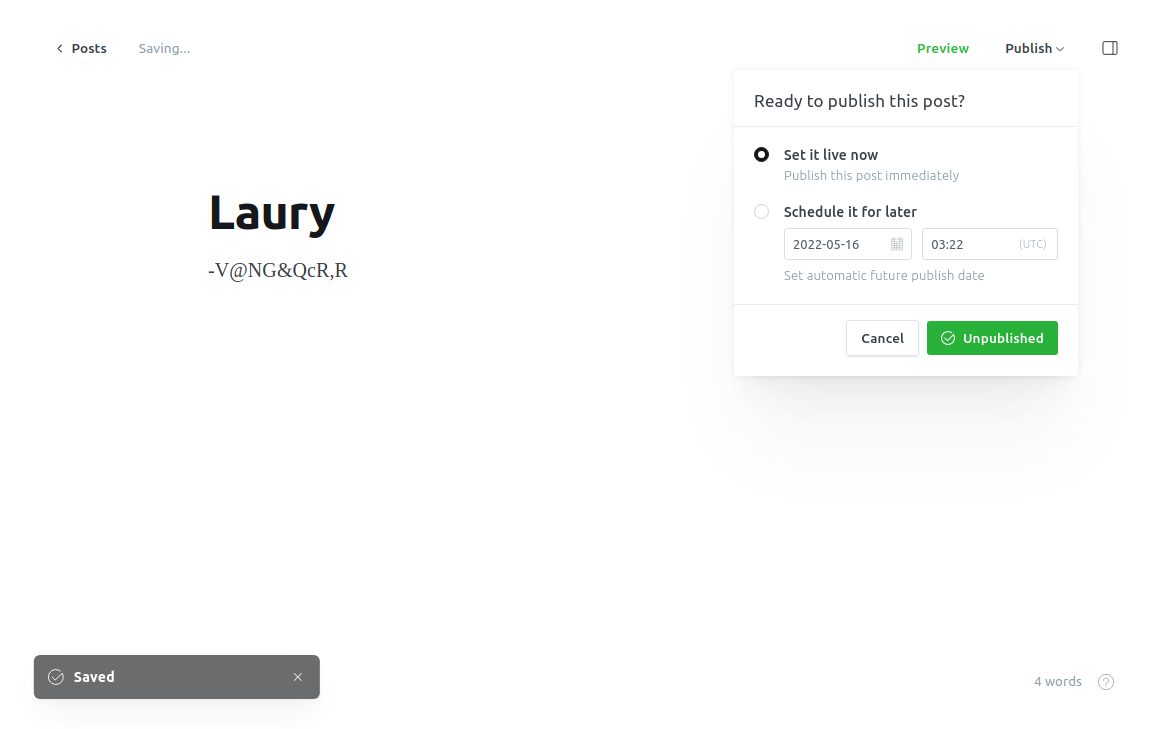 Posts
Saving...
Preview
Publish
Ready to publish this post?
Set it live now
Publish this post immediately
Schedule it for later
2022-05-16
03:22
(UTC)
Set automatic future publish date
Cancel
Unpublished
Laury
-V@NG&QcR,R
Saved
4 words
?